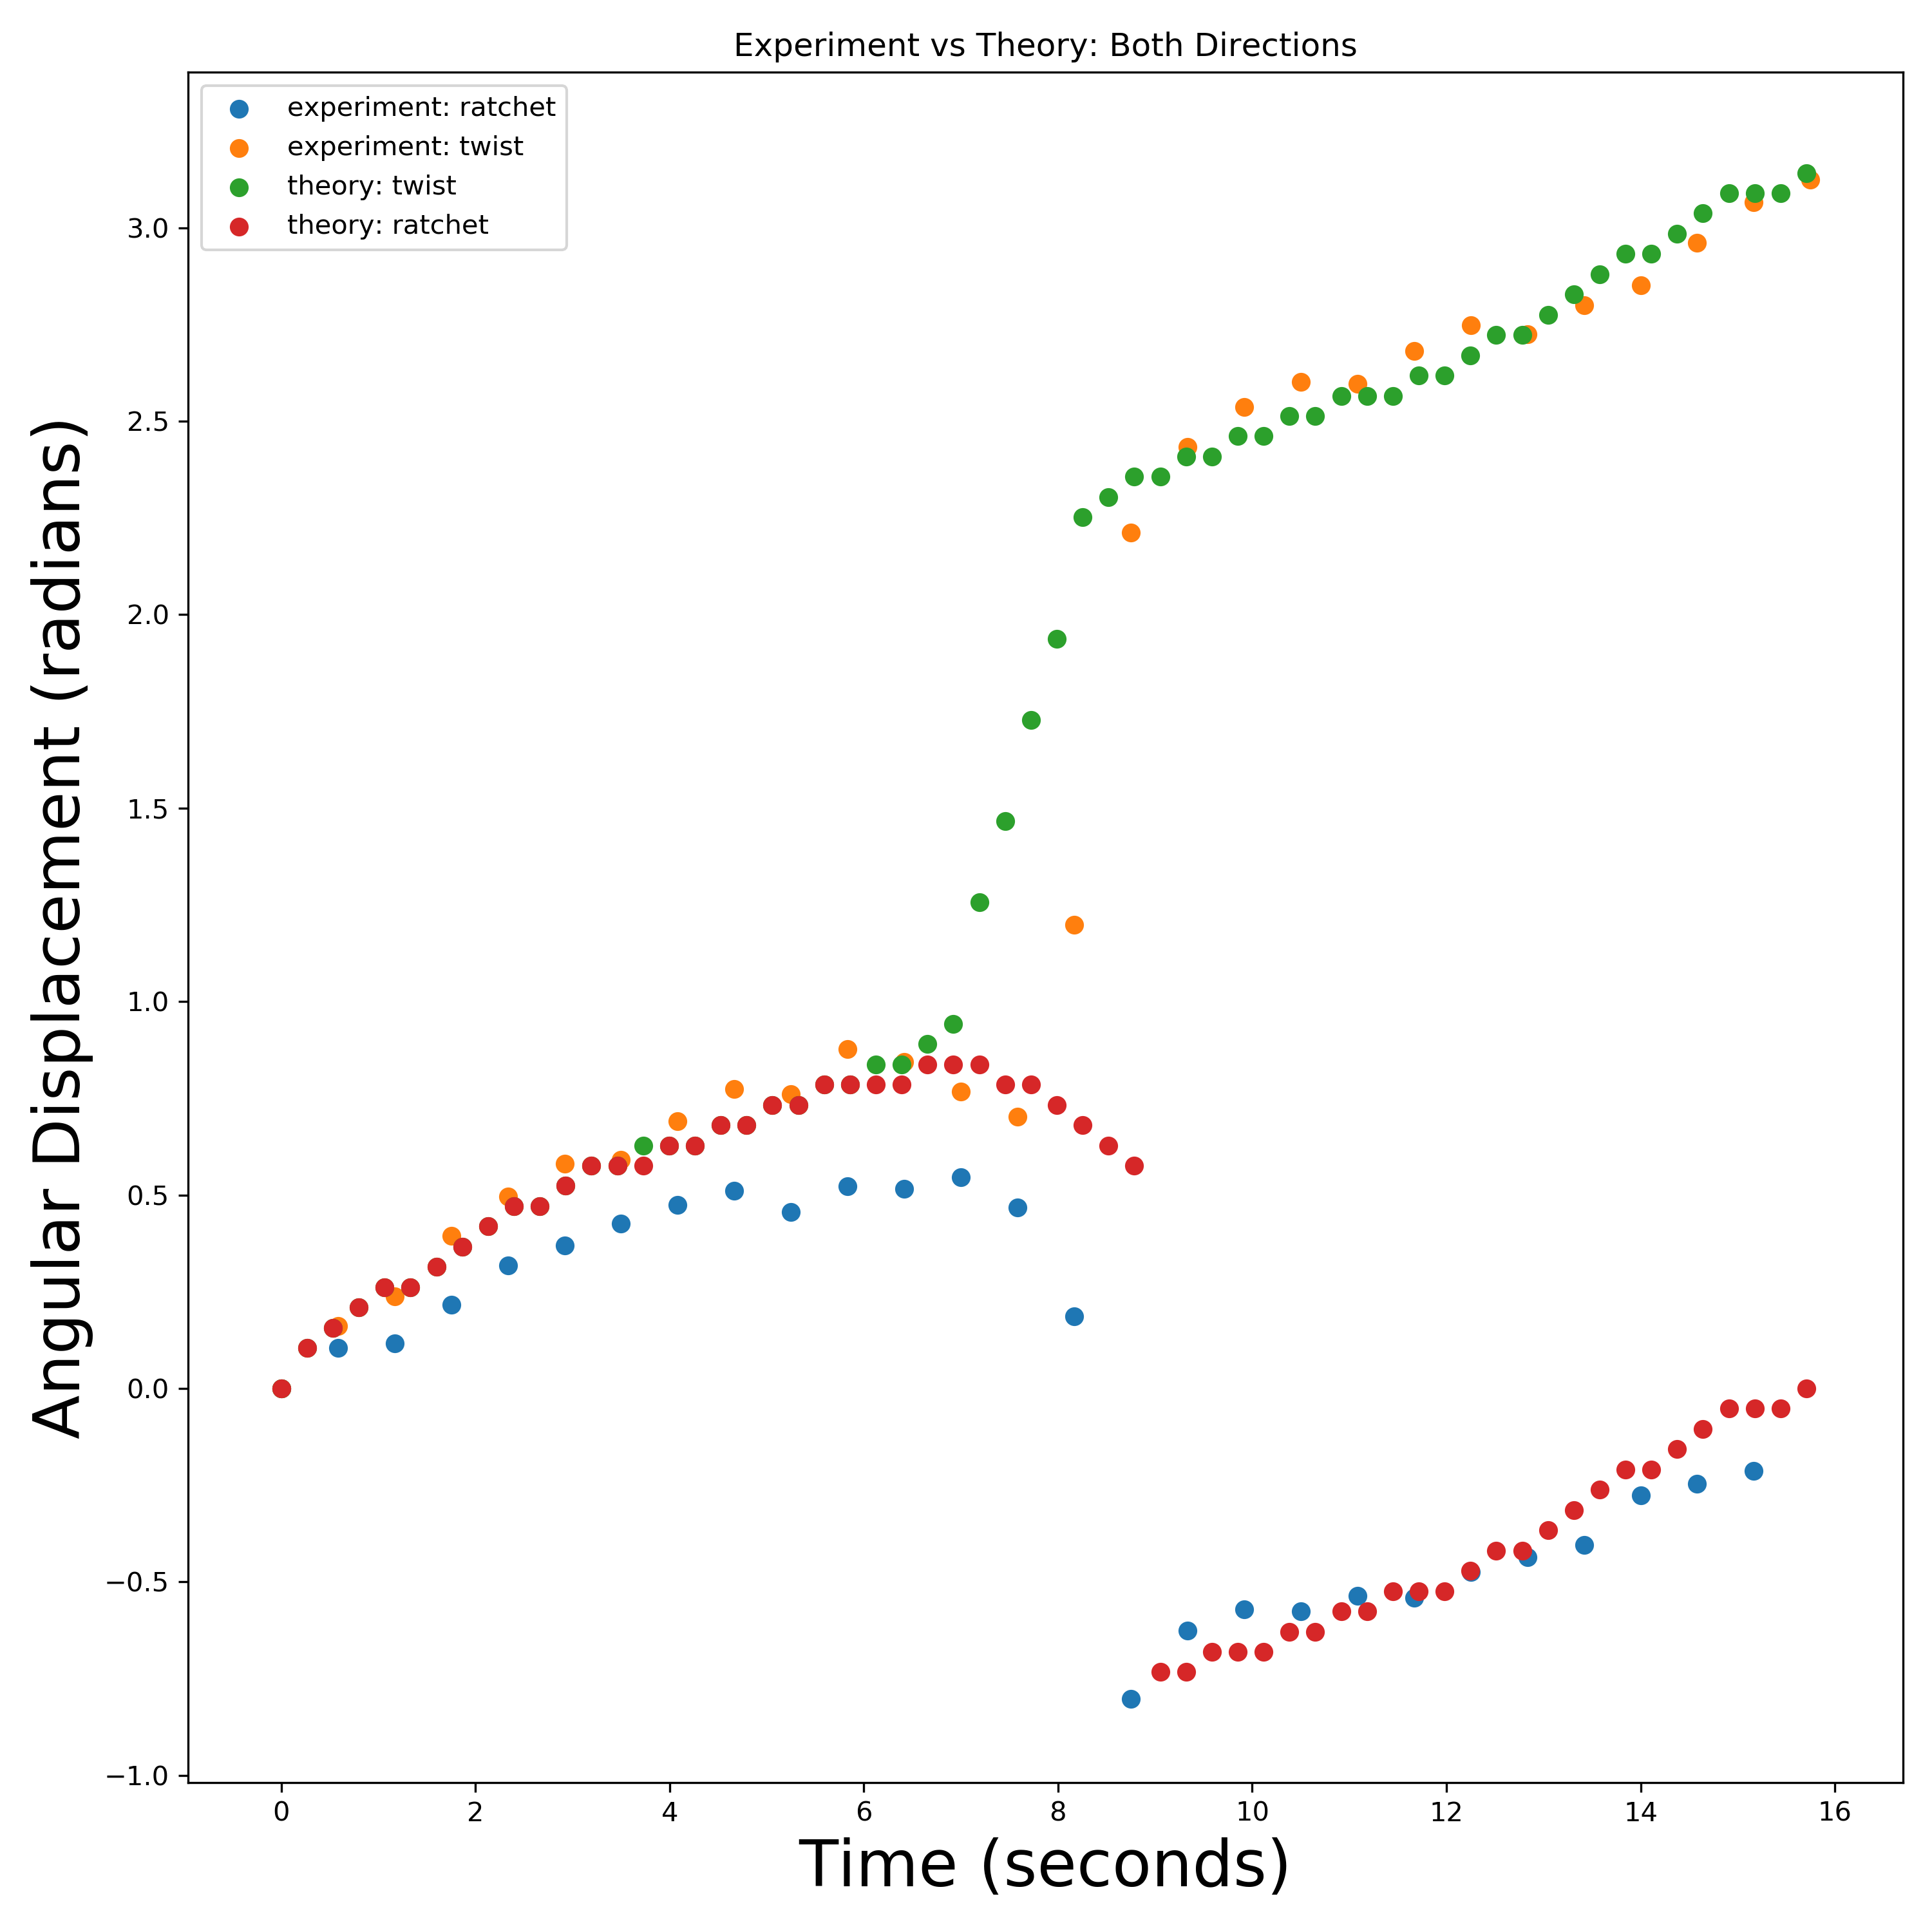 Experiment vs Theory: Both Directions
experiment: ratchet
experiment: twist
theory: twist
theory: ratchet
Angular Displacement (radians)
3.0
2.5
2.0
1.5
1.0
0.5
0.0
−0.5
−1.0
0 2 4 6 8 10 12 14 16
Time (seconds)